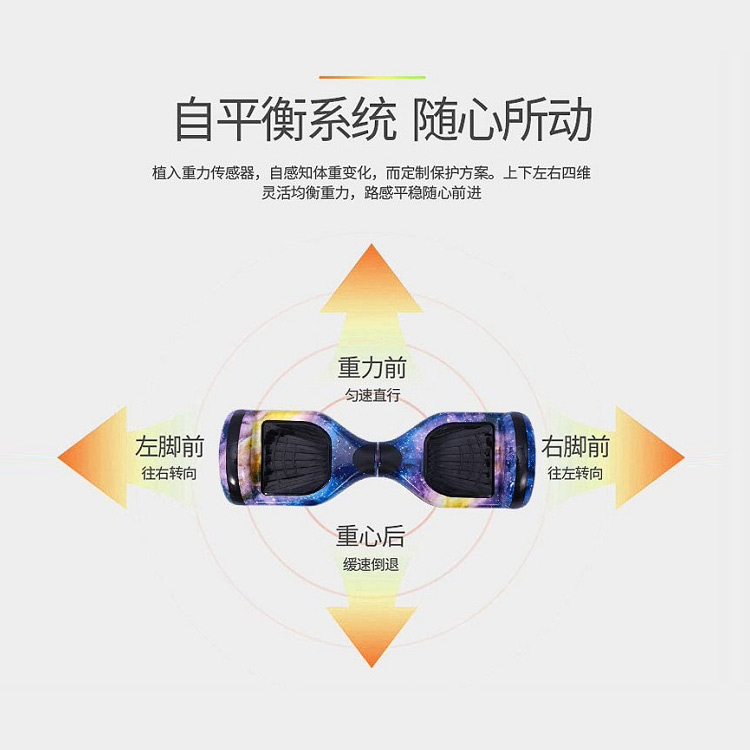 自平衡系统 随心所动
植入重力传感器，自感知体重变化，而定制保护方案。上下左右四维
灵活均衡重力，路感平稳随心前进
重力前
匀速直行
左脚前
往右转向
右脚前
往左转向
重心后
缓速倒退